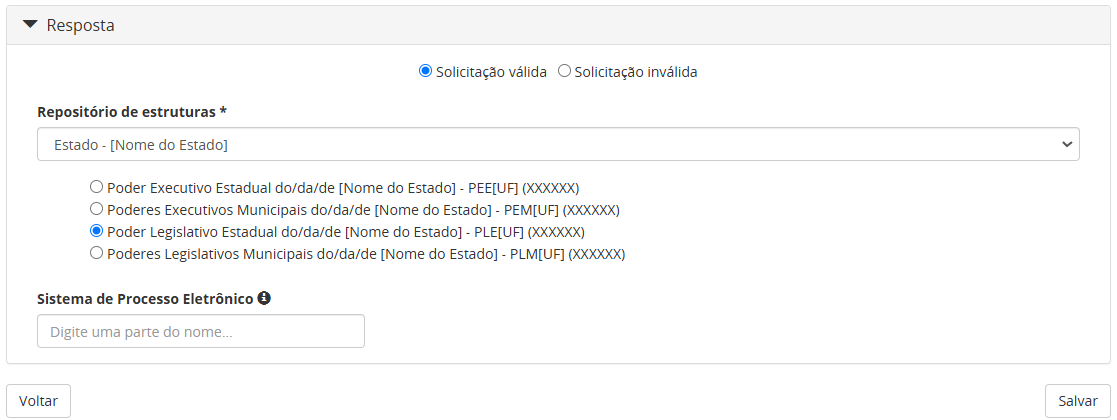 Resposta
Solicitação válida Solicitação inválida
Repositório de estruturas *
Estado - [Nome do Estado]
Poder Executivo Estadual do/da/de [Nome do Estado] - PEE[UF] (XXXXXX)
Poderes Executivos Municipais do/da/de [Nome do Estado] - PEM[UF] (XXXXXX)
Poder Legislativo Estadual do/da/de [Nome do Estado] - PLE[UF] (XXXXXX)
Poderes Legislativos Municipais do/da/de [Nome do Estado] - PLM[UF] (XXXXXX)
Sistema de Processo Eletrônico
Digite uma parte do nome...
Voltar Salvar